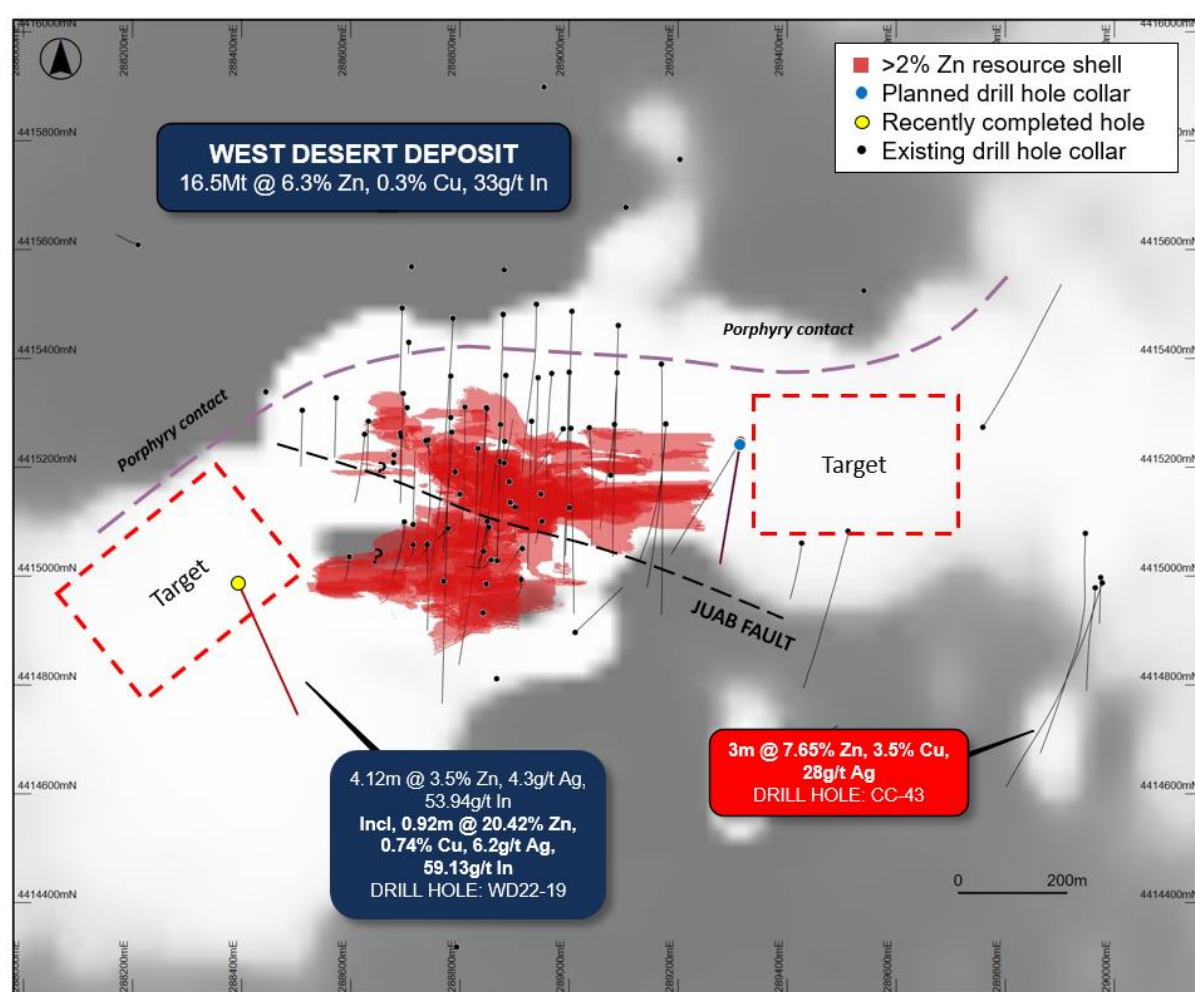 4416000mN
288000mE
288200mE
288400mE
288600mE
288800mE
289000mE
289200mE
289400mE
289600mE
289800mE
290000mE
4416000mN
>2% Zn resource shell
Planned drill hole collar
Recently completed hole
Existing drill hole collar
WEST DESERT DEPOSIT
16.5Mt @ 6.3% Zn, 0.3% Cu, 33g/t In
4415800mN
4415600mN
4415600mN
Porphyry contact
4415400mN
4415400mN
Porphyry contact
4415200mN
4415200mN
?
Target
?
Target
4415000mN
4415000mN
JUAB FAULT
4414800mN
4414800mN
3m @ 7.65% Zn, 3.5% Cu,
28g/t Ag
DRILL HOLE: CC-43
4.12m @ 3.5% Zn, 4.3g/t Ag,
53.94g/t In
Incl, 0.92m @ 20.42% Zn,
0.74% Cu, 6.2g/t Ag,
59.13g/t In
DRILL HOLE: WD22-19
4414600mN
4414600mN
0 200m
4414400mN
4414400mN
288000mE
288200mE
288400mE
288600mE
288800mE
289000mE
289200mE
289400mE
289600mE
289800mE
290000mE